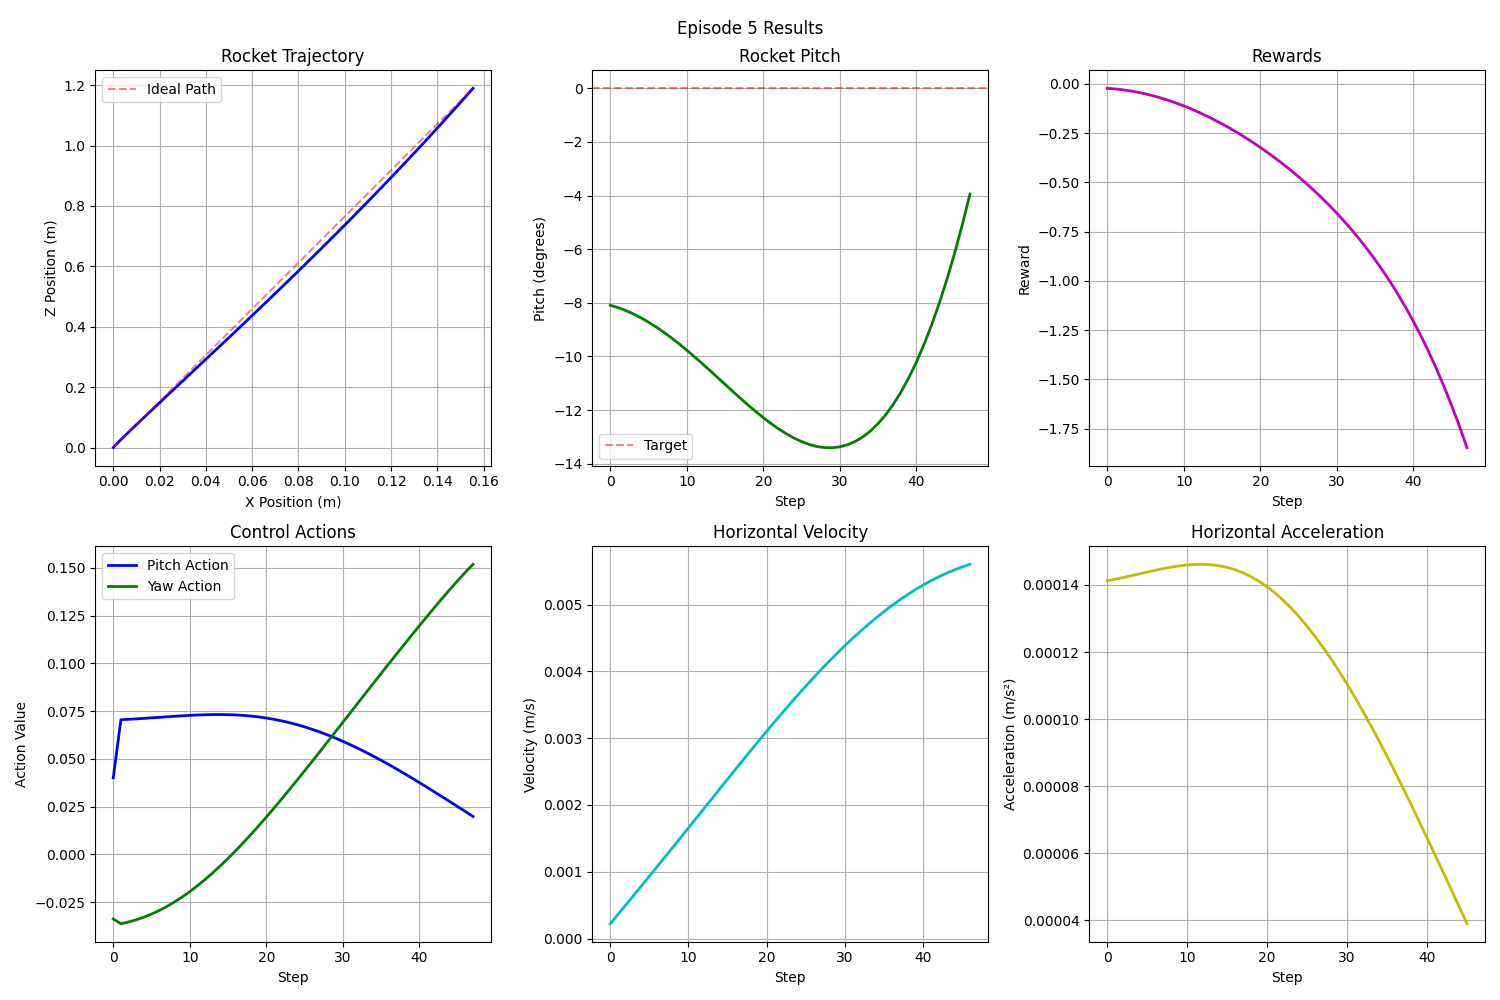 Episode 5 Results
Rocket Trajectory
Ideal Path
1.2
1.0
0.8
0.6
0.4
0.2
0.0
Z Position (m)
0.00 0.02 0.04 0.06 0.08 0.10 0.12 0.14 0.16
X Position (m)
Rocket Pitch
0
−2
−4
−6
−8
−10
−12
−14
Pitch (degrees)
Target
0 10 20 30 40
Step
Rewards
0.00
−0.25
−0.50
−0.75
−1.00
−1.25
−1.50
−1.75
Reward
0 10 20 30 40
Step
Control Actions
Pitch Action
Yaw Action
0.150
0.125
0.100
0.075
0.050
0.025
0.000
−0.025
Action Value
0 10 20 30 40
Step
Horizontal Velocity
0.005
0.004
0.003
0.002
0.001
0.000
Velocity (m/s)
0 10 20 30 40
Step
Horizontal Acceleration
0.00014
0.00012
0.00010
0.00008
0.00006
0.00004
Acceleration (m/s²)
0 10 20 30 40
Step